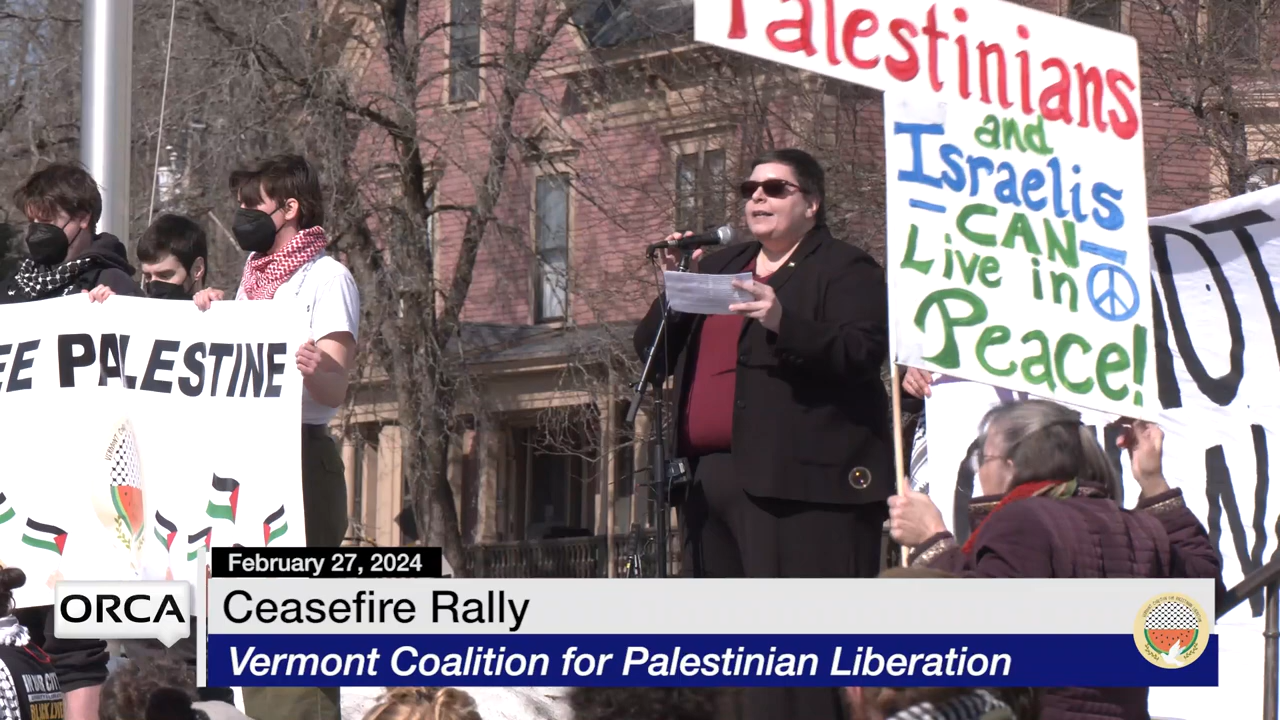 Palestinians
and
Israelis
CAN
Live in
Peace!
EE PALESTINE
OT
N
February 27, 2024
Ceasefire Rally
ORCA
Vermont Coalition for Palestinian Liberation